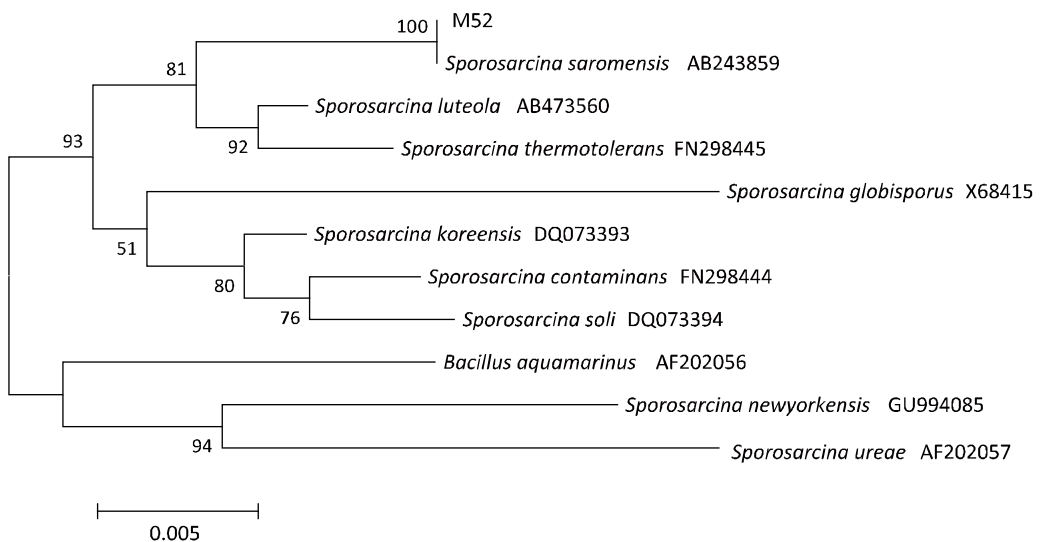 M52
100
Sporosarcina saromensis AB243859
81
Sporosarcina luteola AB473560
92
Sporosarcina thermotolerans FN298445
93
Sporosarcina globisporus X68415
51
Sporosarcina koreensis DQ073393
80
Sporosarcina contaminans FN298444
76
Sporosarcina soli DQ073394
Bacillus aquamarinus AF202056
Sporosarcina newyorkensis GU994085
94
Sporosarcina ureae AF202057
0.005